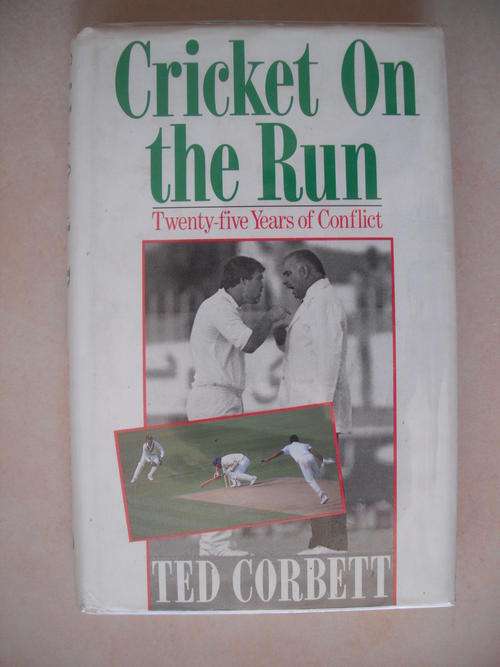 Cricket On
the Run
Twenty-five Years of Conflict
TED CORBETT